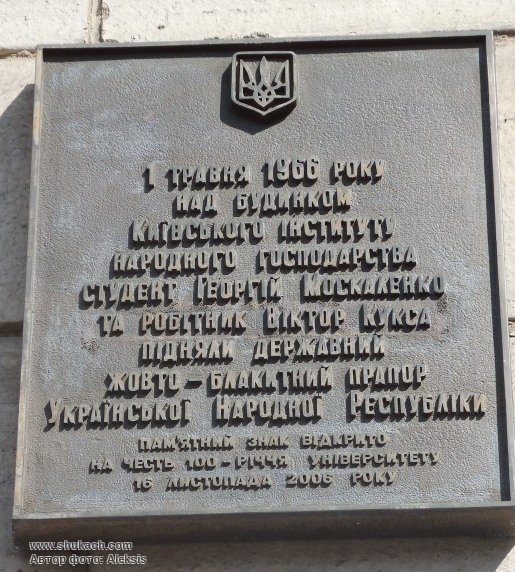 1 травня 1966 року
над будинком
Київського інституту
народного господарства
студент Георгій Москаленко
та робітник Віктор Кукса
підняли державний
жовто-блакитний прапор
Української Народної Республіки
Пам'ятний знак відкрито
на честь 100-річчя університету
16 листопада 2006 року
www.shukach.com
Автор фото: Aleksis